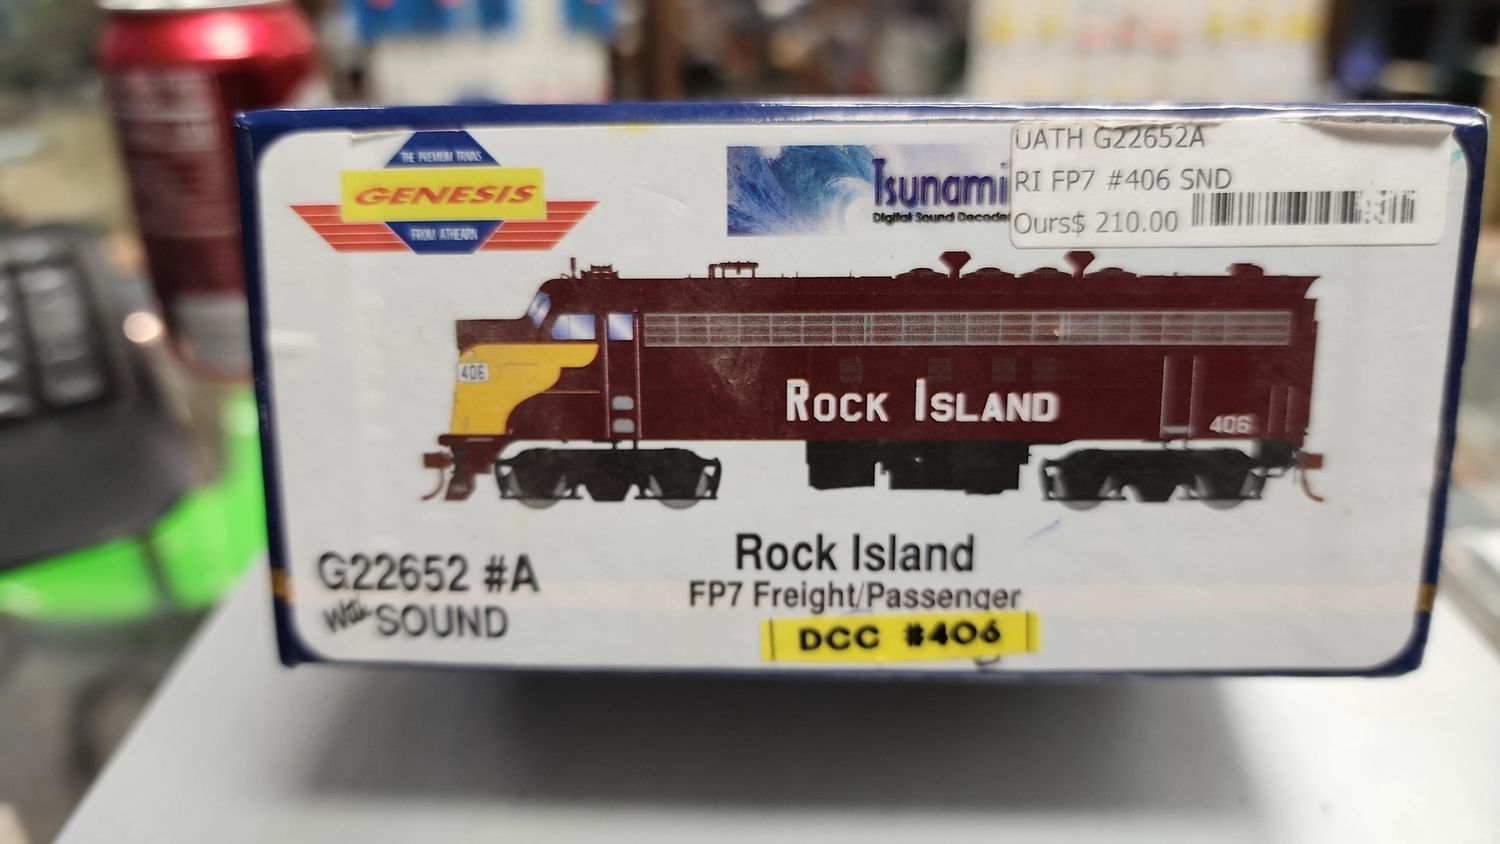 THE PREMIUM TRAINS
GENESIS
FROM ATHEARN
Tsunami
Digital Sound Decoder
UATH G22652A
RI FP7 #406 SND
Ours$ 210.00
406
ROCK ISLAND
406
G22652 #A
With SOUND
Rock Island
FP7 Freight/Passenger
DCC #406